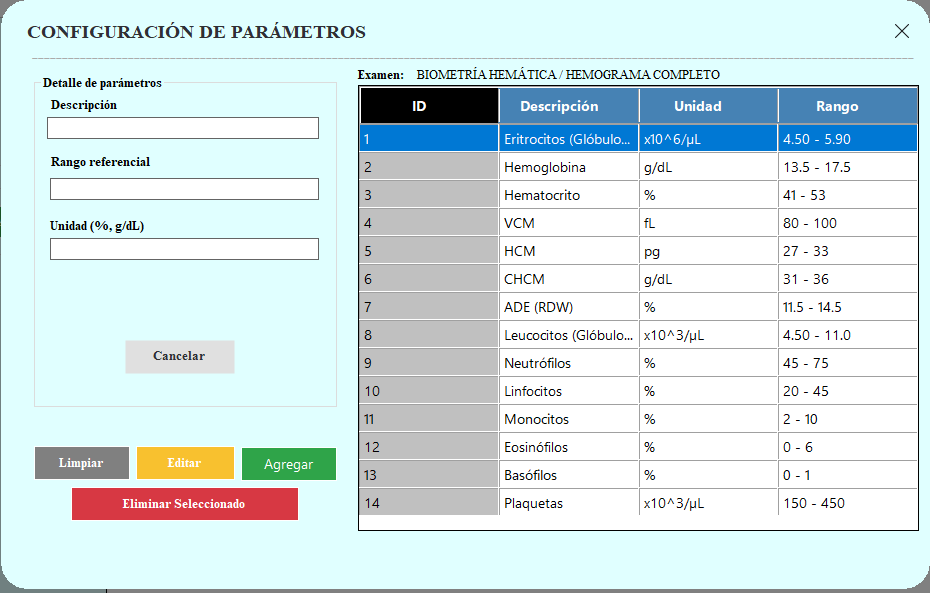 CONFIGURACIÓN DE PARÁMETROS
Detalle de parámetros
Descripción
Rango referencial
Unidad (%, g/dL)
Cancelar
Limpiar Editar Agregar
Eliminar Seleccionado
Examen: BIOMETRÍA HEMÁTICA / HEMOGRAMA COMPLETO
ID Descripción Unidad Rango
1 Eritrocitos (Glóbulo... x10^6/µL 4.50 - 5.90
2 Hemoglobina g/dL 13.5 - 17.5
3 Hematocrito % 41 - 53
4 VCM fL 80 - 100
5 HCM pg 27 - 33
6 CHCM g/dL 31 - 36
7 ADE (RDW) % 11.5 - 14.5
8 Leucocitos (Glóbulo... x10^3/µL 4.50 - 11.0
9 Neutrófilos % 45 - 75
10 Linfocitos % 20 - 45
11 Monocitos % 2 - 10
12 Eosinófilos % 0 - 6
13 Basófilos % 0 - 1
14 Plaquetas x10^3/µL 150 - 450